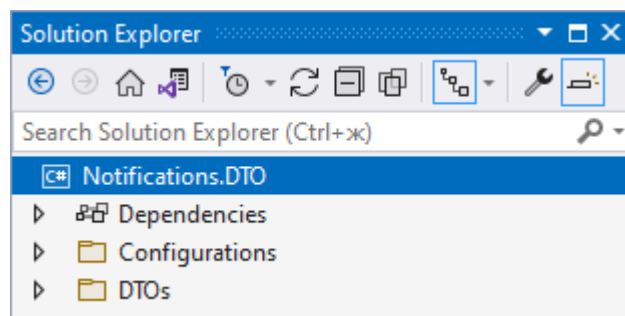 Solution Explorer
Search Solution Explorer (Ctrl+ж)
C# Notifications.DTO
Dependencies
Configurations
DTOs